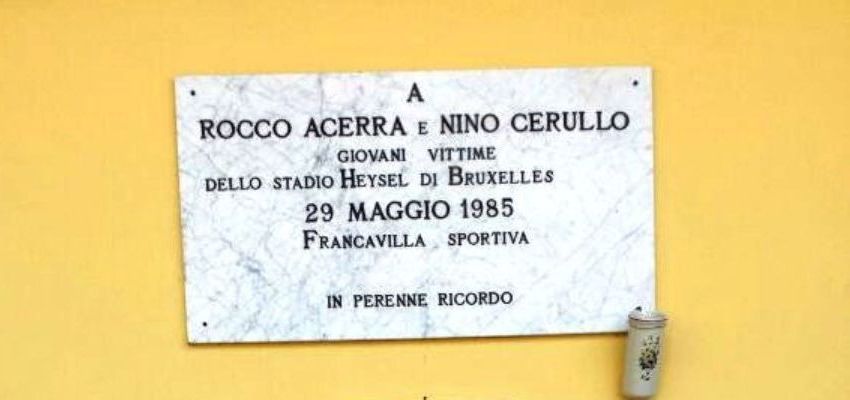 A
ROCCO ACERRA E NINO CERULLO
GIOVANI VITTIME
DELLO STADIO HEYSEL DI BRUXELLES
29 MAGGIO 1985
FRANCAVILLA SPORTIVA
IN PERENNE RICORDO